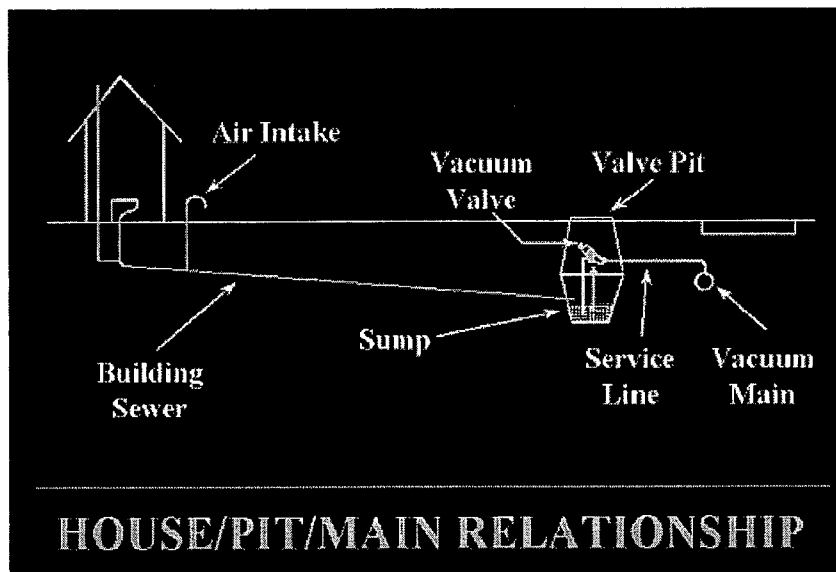 Air Intake
Vacuum
Valve
Valve Pit
Sump
Building
Sewer
Service
Line
Vacuum
Main
HOUSE/PIT/MAIN RELATIONSHIP